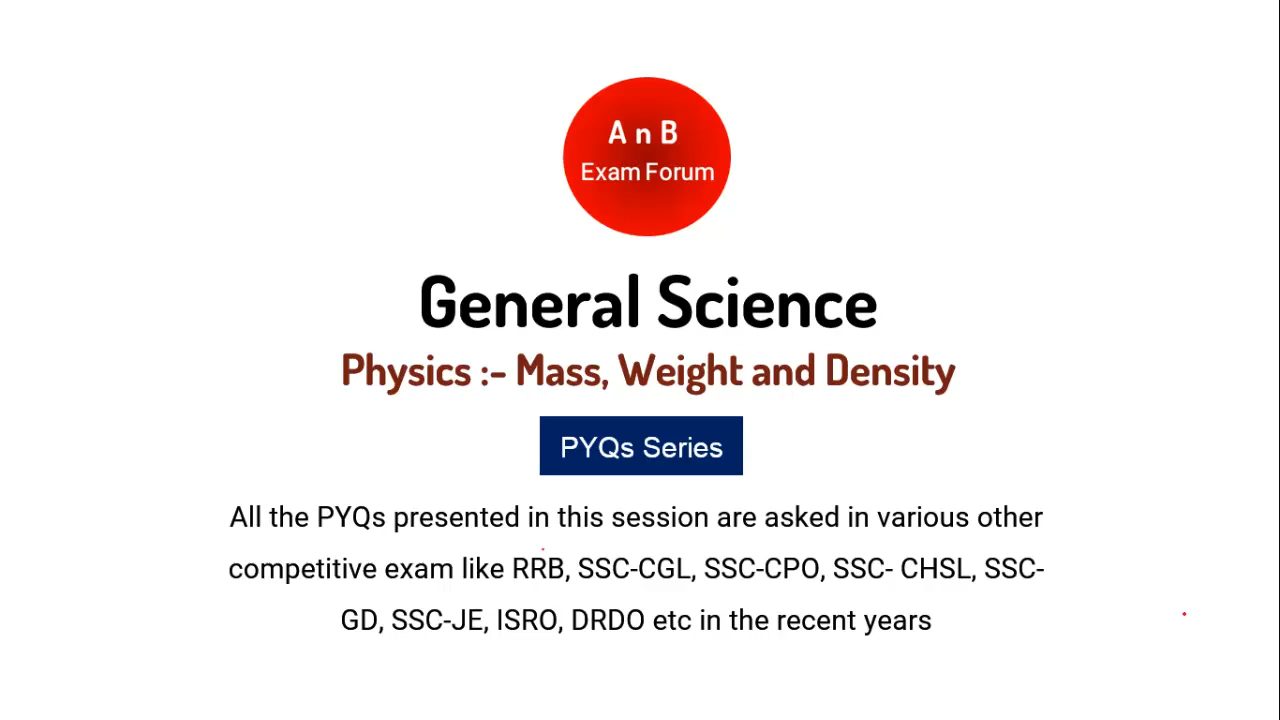 A n B
Exam Forum
General Science
Physics :- Mass, Weight and Density
PYQs Series
All the PYQs presented in this session are asked in various other
competitive exam like RRB, SSC-CGL, SSC-CPO, SSC- CHSL, SSC-
GD, SSC-JE, ISRO, DRDO etc in the recent years